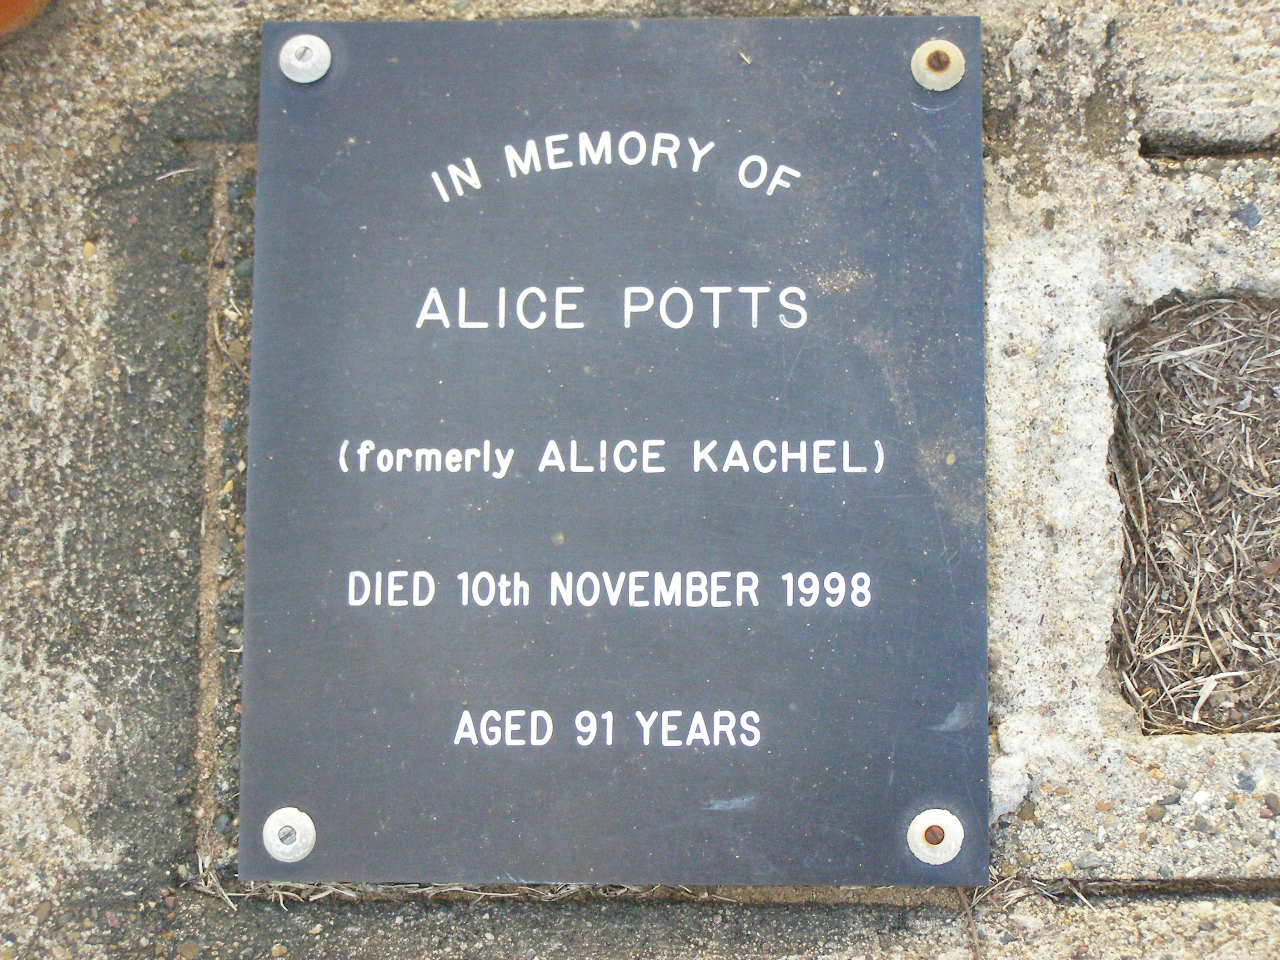 IN MEMORY OF
ALICE POTTS
(formerly ALICE KACHEL)
DIED 10th NOVEMBER 1998
AGED 91 YEARS